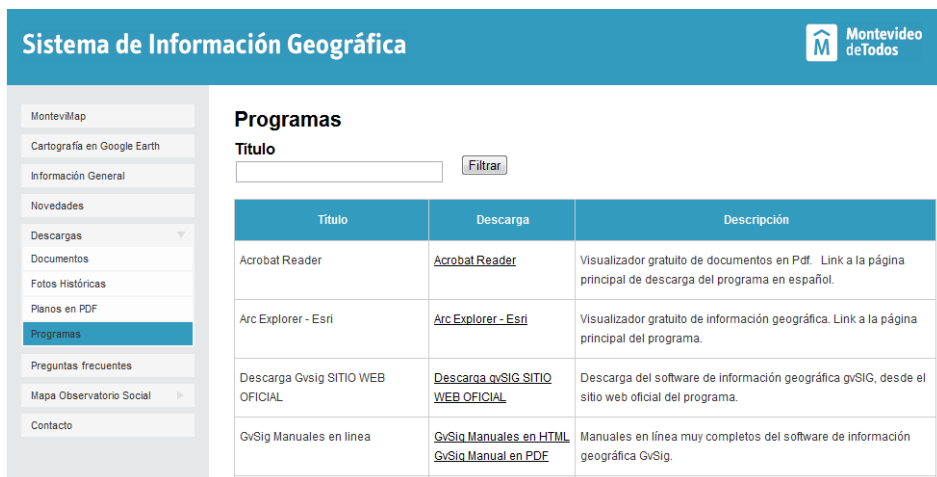 Sistema de Información Geográfica
Montevideo
deTodos
M
MonteviMap
Cartografía en Google Earth
Información General
Novedades
Descargas
Documentos
Fotos Históricas
Planos en PDF
Programas
Preguntas frecuentes
Mapa Observatorio Social
Contacto
Programas
Título
Filtrar
Título Descarga Descripción
Acrobat Reader Acrobat Reader Visualizador gratuito de documentos en Pdf. Link a la página
principal de descarga del programa en español.
Arc Explorer - Esri Arc Explorer - Esri Visualizador gratuito de información geográfica. Link a la página
principal del programa.
Descarga Gvsig SITIO WEB Descarga gvSIG SITIO Descarga del software de información geográfica gvSIG, desde el
OFICIAL WEB OFICIAL sitio web oficial del programa.
GvSig Manuales en linea GvSig Manuales en HTML Manuales en línea muy completos del software de información
GvSig Manual en PDF geográfica GvSig.